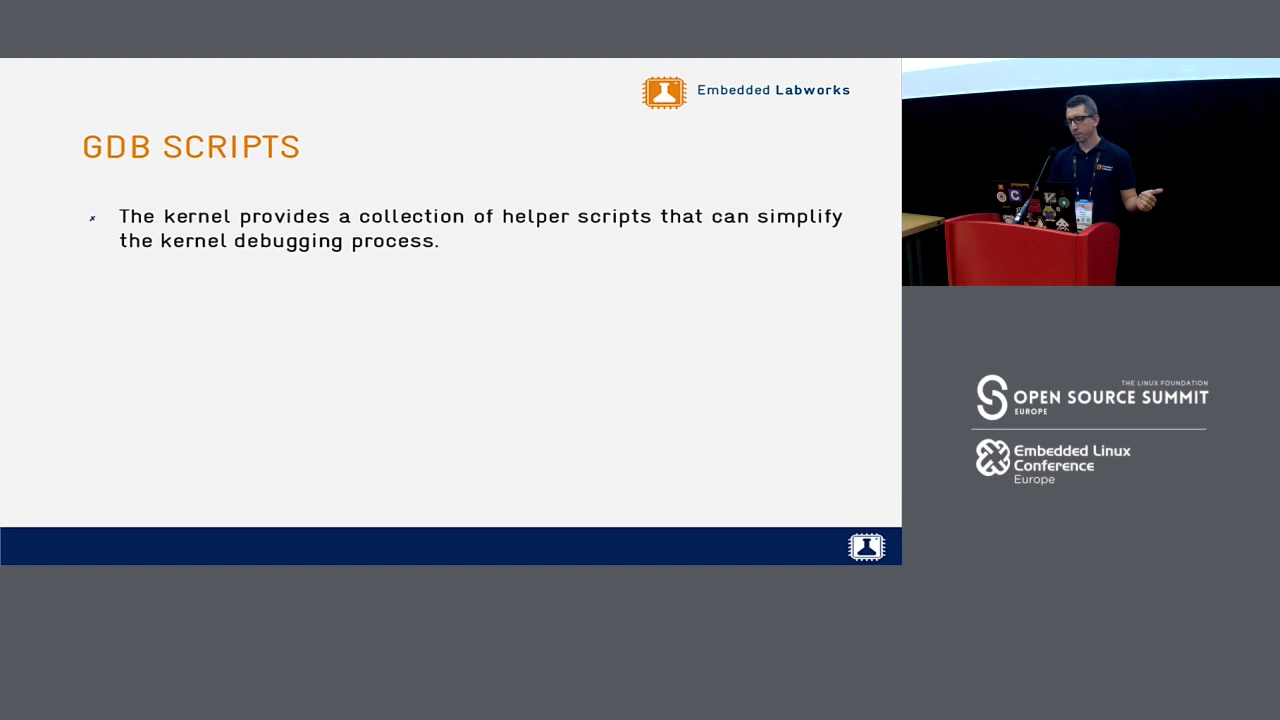 Embedded Labworks
GDB SCRIPTS
The kernel provides a collection of helper scripts that can simplify
the kernel debugging process.
THE LINUX FOUNDATION
OPEN SOURCE SUMMIT
EUROPE
Embedded Linux
Conference
Europe